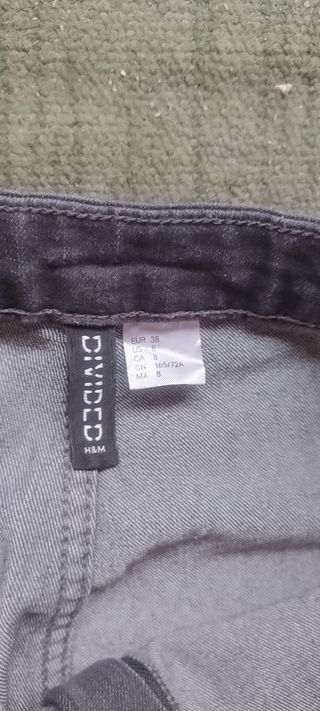 DIVIDED
H&M
EUR 38
US 8
CA 8
CN 165/72A
MX 8